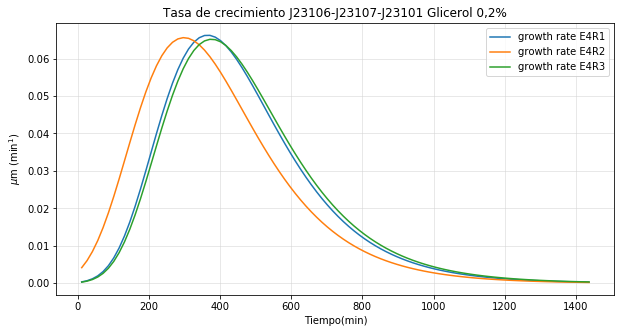 Tasa de crecimiento J23106-J23107-J23101 Glicerol 0,2%
growth rate E4R1
growth rate E4R2
growth rate E4R3
μm (min¹)
0.06
0.05
0.04
0.03
0.02
0.01
0.00
0 200 400 600 800 1000 1200 1400
Tiempo(min)